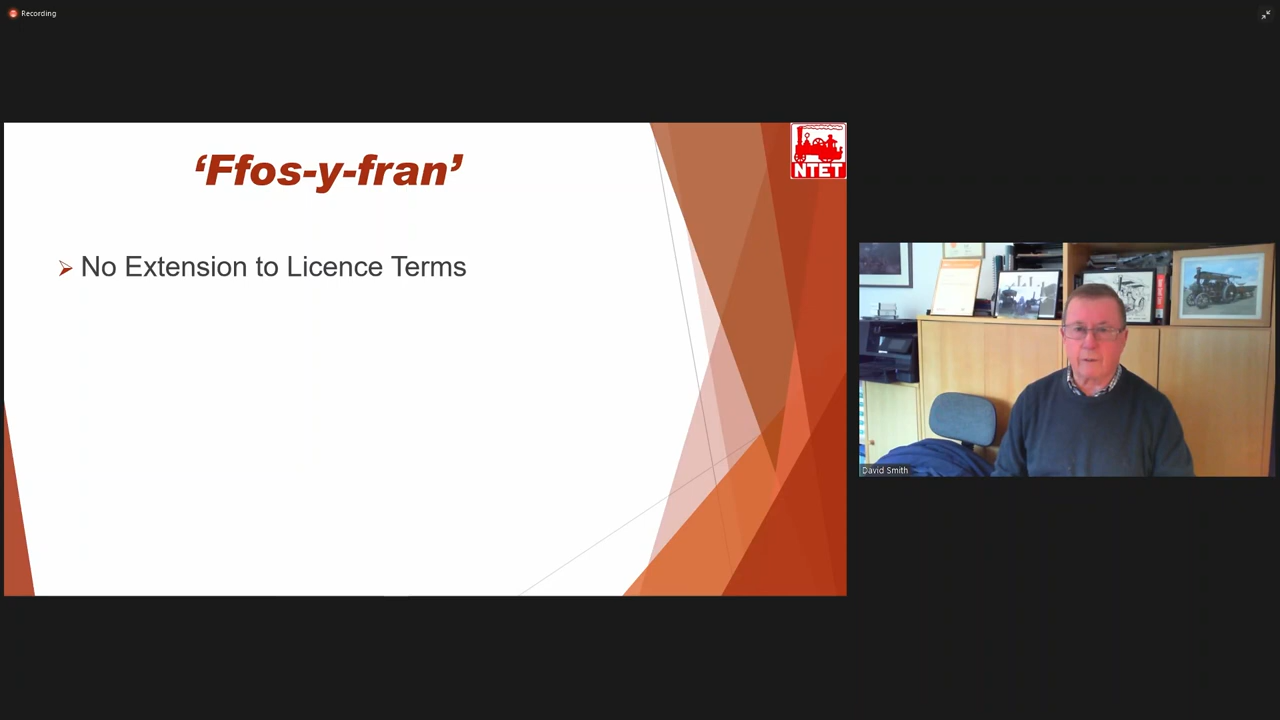 Recording
‘Ffos-y-fran’
NTET
No Extension to Licence Terms
David Smith